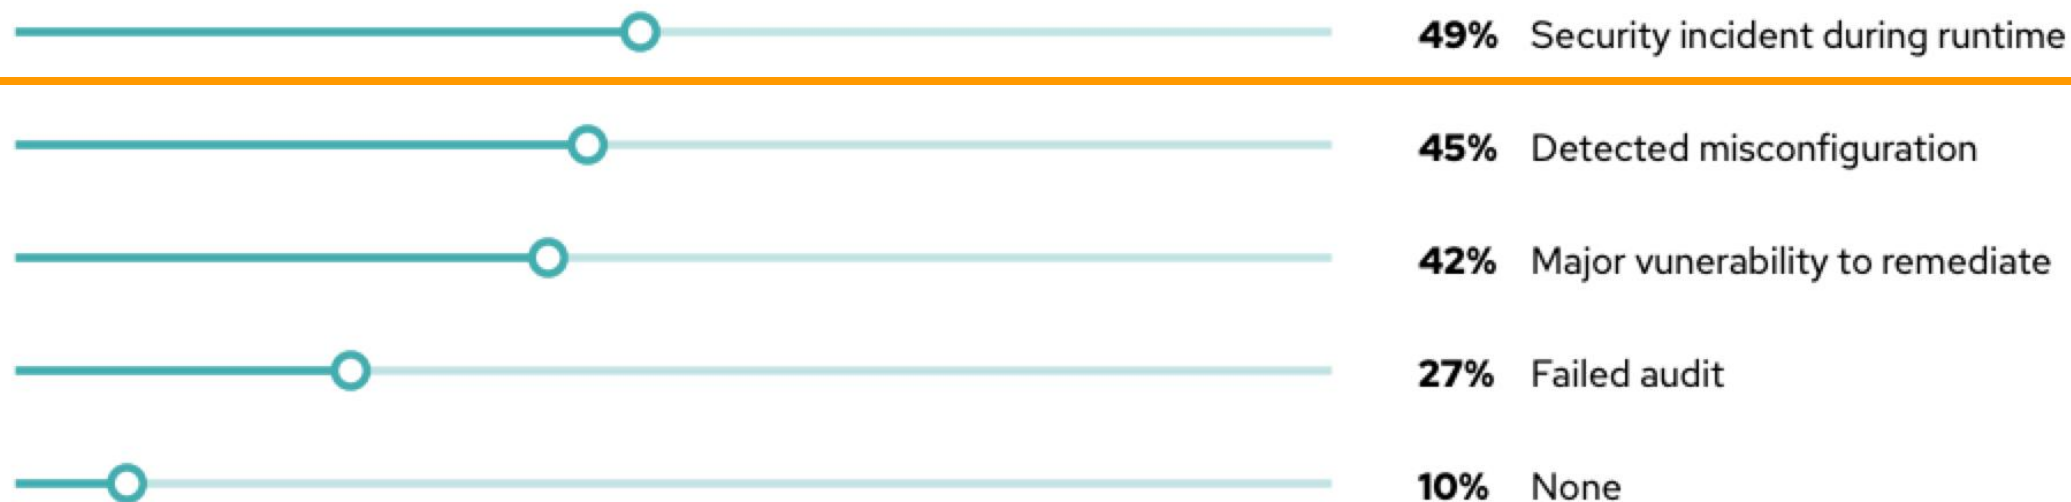 49% Security incident during runtime
45% Detected misconfiguration
42% Major vunerability to remediate
27% Failed audit
10% None